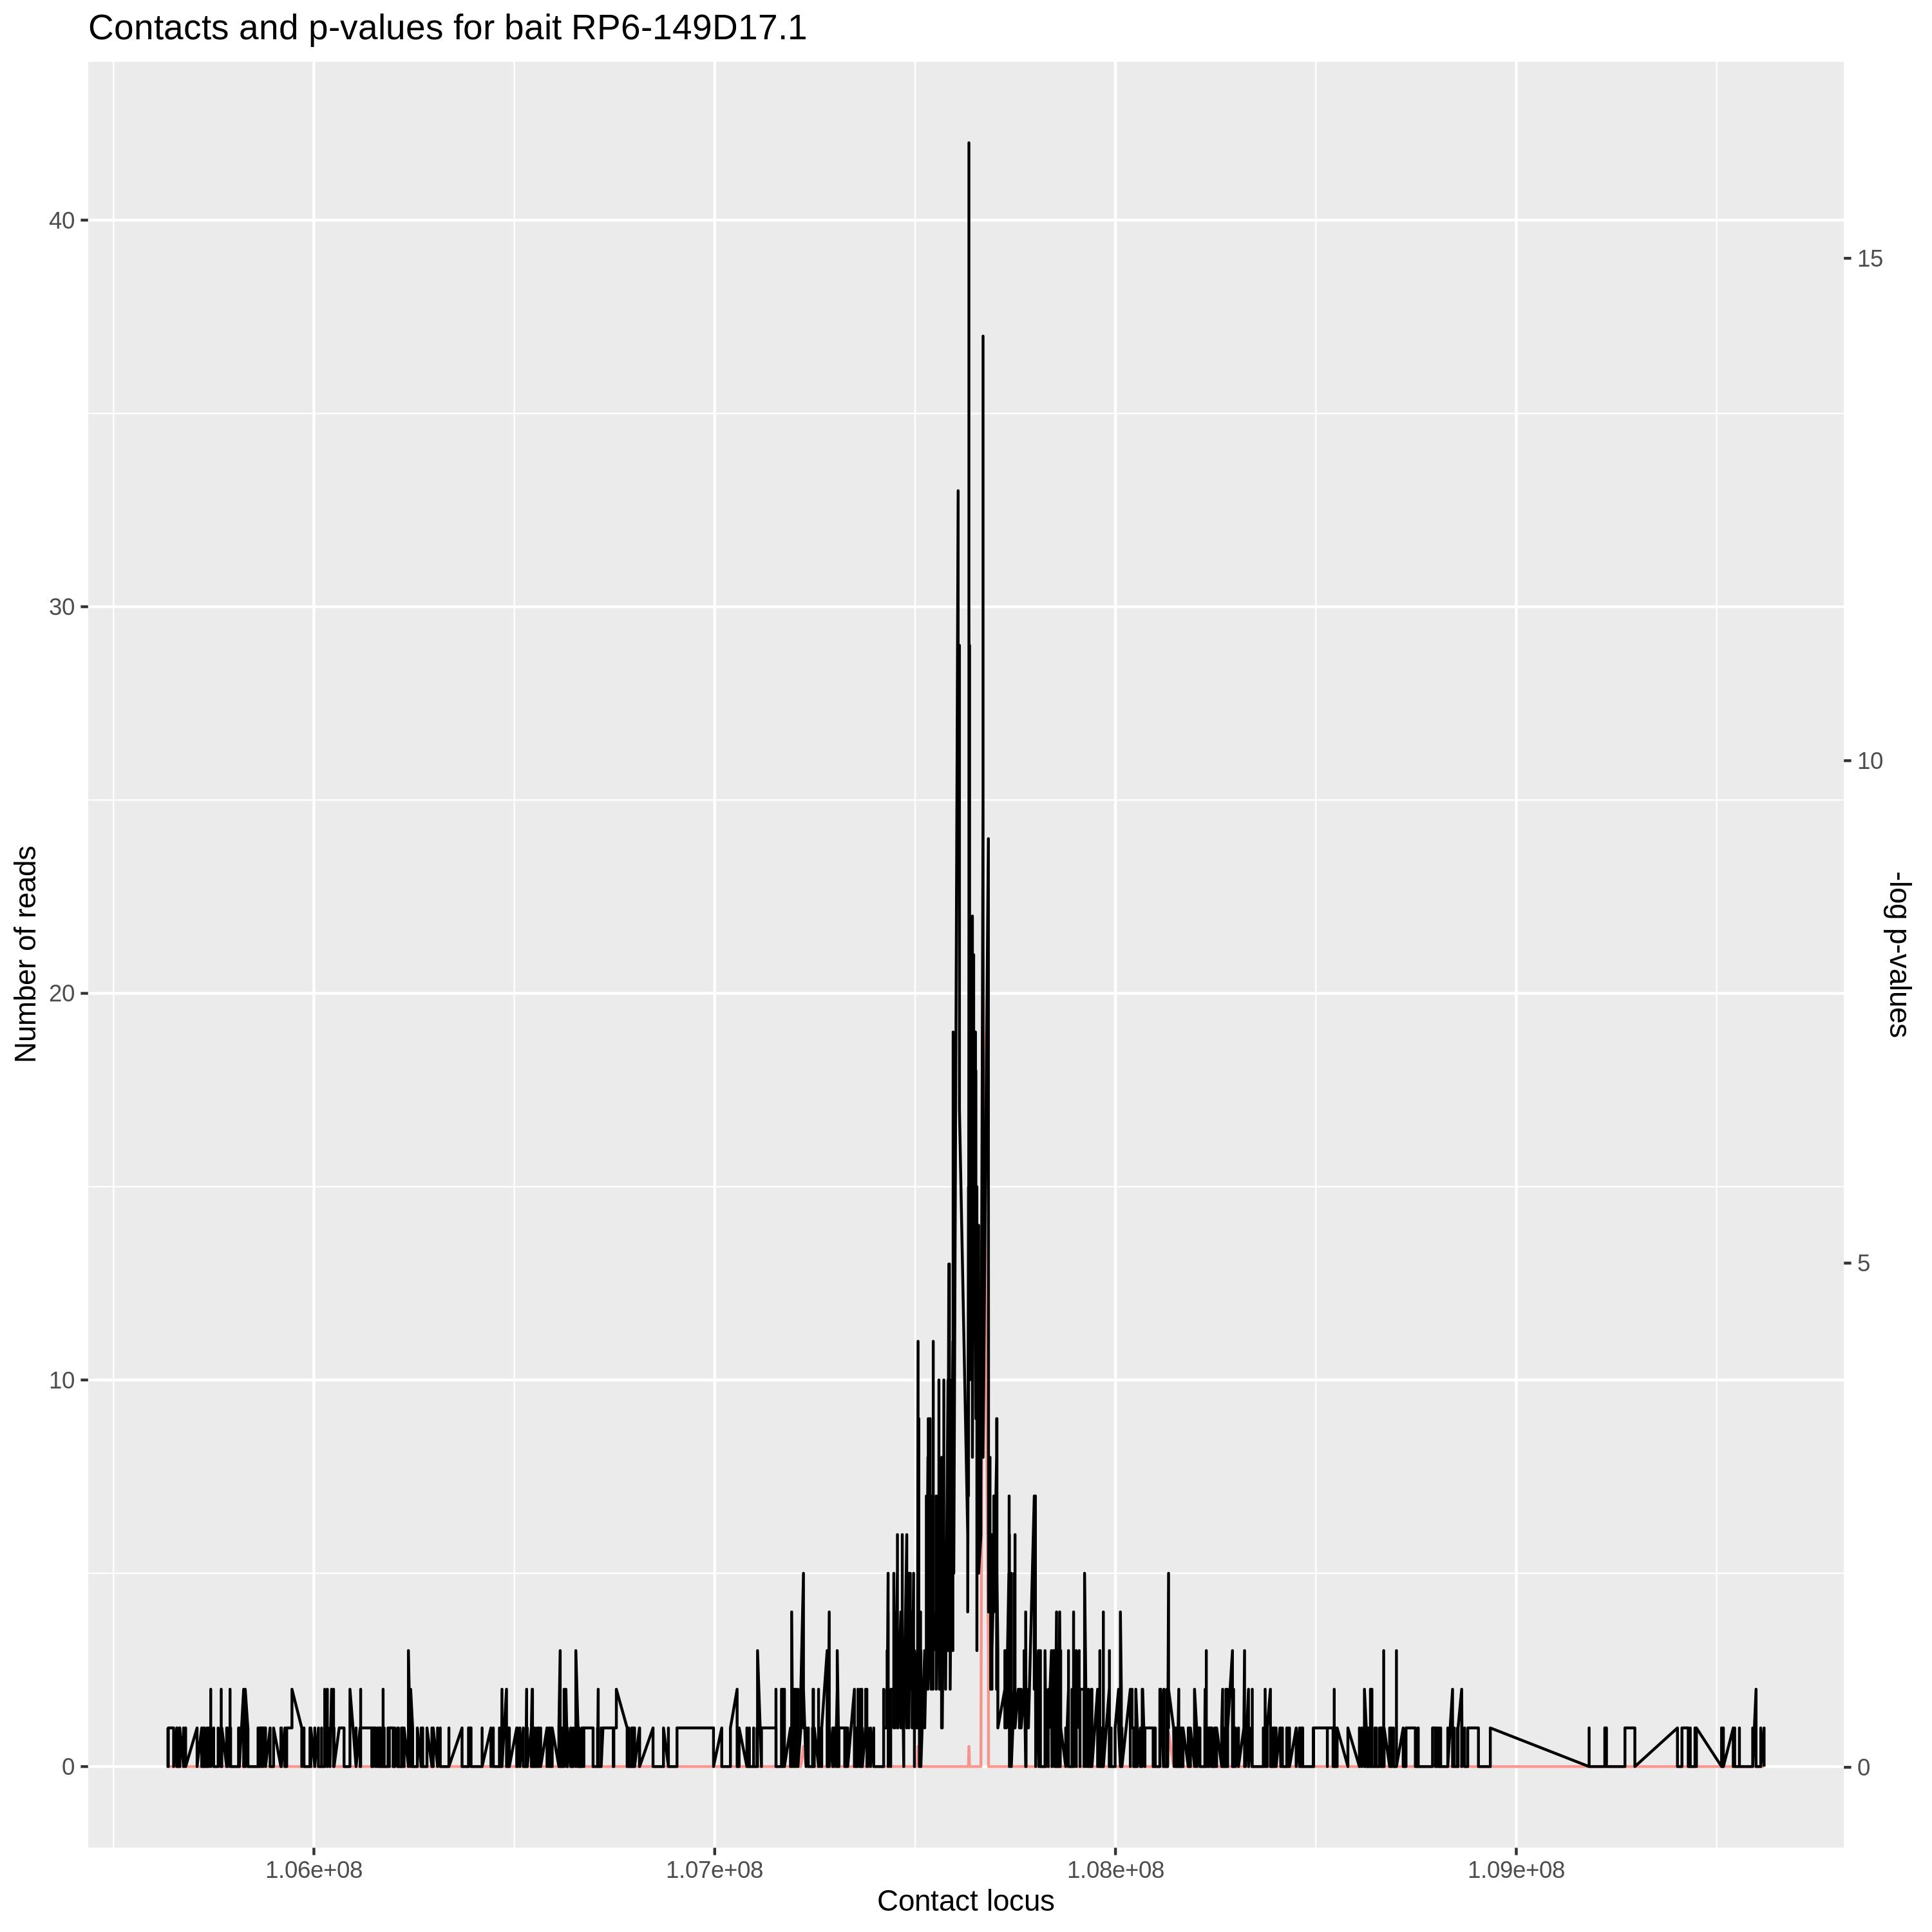 Contacts and p-values for bait RP6-149D17.1
40
30
20
10
0
Number of reads
15
10
5
0
-log p-values
1.06e+08
1.07e+08
1.08e+08
1.09e+08
Contact locus